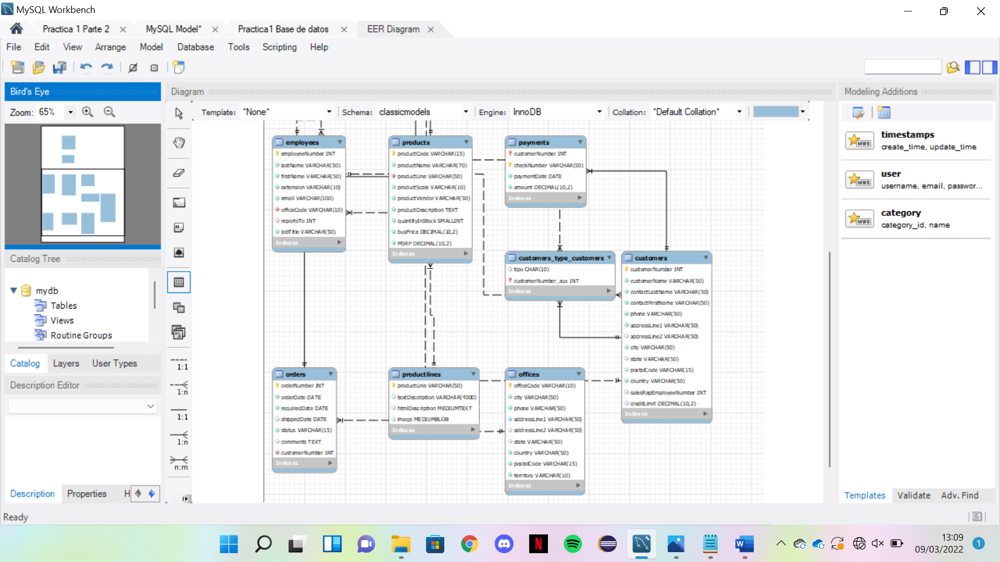 MySQL Workbench
Practica 1 Parte 2
MySQL Model*
Practica1 Base de datos
EER Diagram
File Edit View Arrange Model Database Tools Scripting Help
Bird's Eye
Zoom: 65%
Diagram
Template: *None*
Schema: classicmodels
Engine: InnoDB
Collation: *Default Collation*
Modeling Additions
timestamps
create_time, update_time
user
username, email, passwor...
category
category_id, name
employees
employeeNumber INT
lastName VARCHAR(50)
firstName VARCHAR(50)
extension VARCHAR(10)
email VARCHAR(100)
officeCode VARCHAR(10)
reportsTo INT
jobTitle VARCHAR(50)
Indexes
products
productCode VARCHAR(15)
productName VARCHAR(70)
productLine VARCHAR(50)
productScale VARCHAR(10)
productVendor VARCHAR(50)
productDescription TEXT
quantityInStock SMALLINT
buyPrice DECIMAL(10,2)
MSRP DECIMAL(10,2)
Indexes
payments
customerNumber INT
checkNumber VARCHAR(50)
paymentDate DATE
amount DECIMAL(10,2)
Indexes
customers_type_customers
tipo CHAR(10)
customerNumber_aux INT
Indexes
customers
customerNumber INT
customerName VARCHAR(50)
contactLastName VARCHAR(50)
contactFirstName VARCHAR(50)
phone VARCHAR(50)
addressLine1 VARCHAR(50)
addressLine2 VARCHAR(50)
city VARCHAR(50)
state VARCHAR(50)
postalCode VARCHAR(15)
country VARCHAR(50)
salesRepEmployeeNumber INT
creditLimit DECIMAL(10,2)
Indexes
orders
orderNumber INT
orderDate DATE
requiredDate DATE
shippedDate DATE
status VARCHAR(15)
comments TEXT
customerNumber INT
Indexes
productlines
productLine VARCHAR(50)
textDescription VARCHAR(4000)
htmlDescription MEDIUMTEXT
image MEDIUMBLOB
Indexes
offices
officeCode VARCHAR(10)
city VARCHAR(50)
phone VARCHAR(50)
addressLine1 VARCHAR(50)
addressLine2 VARCHAR(50)
state VARCHAR(50)
country VARCHAR(50)
postalCode VARCHAR(15)
territory VARCHAR(10)
Indexes
Catalog Tree
mydb
Tables
Views
Routine Groups
Catalog Layers User Types
Description Editor
Description Properties H
1:1
1:n
1:1
1:n
n:m
MWB
MWB
MWB
Templates Validate Adv. Find
Ready
N
W
13:09
09/03/2022
1